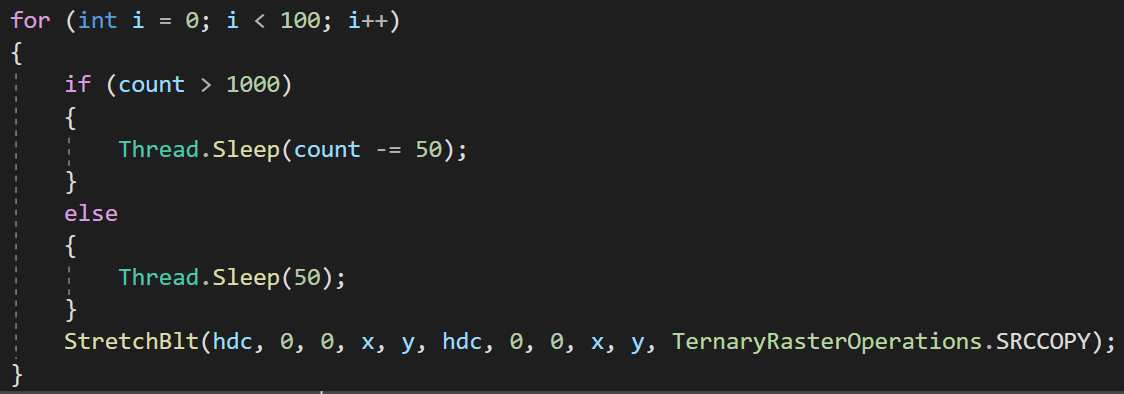 for (int i = 0; i < 100; i++)
{
    if (count > 1000)
    {
        Thread.Sleep(count -= 50);
    }
    else
    {
        Thread.Sleep(50);
    }
    StretchBlt(hdc, 0, 0, x, y, hdc, 0, 0, x, y, TernaryRasterOperations.SRCCOPY);
}